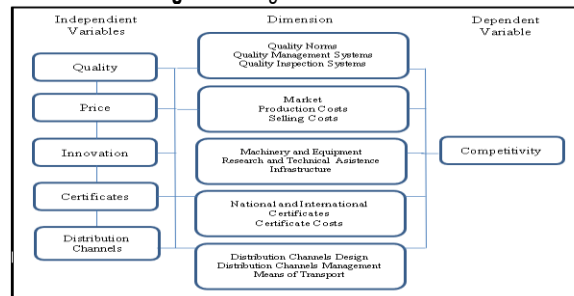 Independent
Variables
Dimension
Dependent
Variable
Quality
Price
Innovation
Certificates
Distribution
Channels
Quality Norms
Quality Management Systems
Quality Inspection Systems
Market
Production Costs
Selling Costs
Machinery and Equipment
Research and Technical Asistence
Infrastructure
National and International
Certificates
Certificate Costs
Distribution Channels Design
Distribution Channels Management
Means of Transport
Competitivity